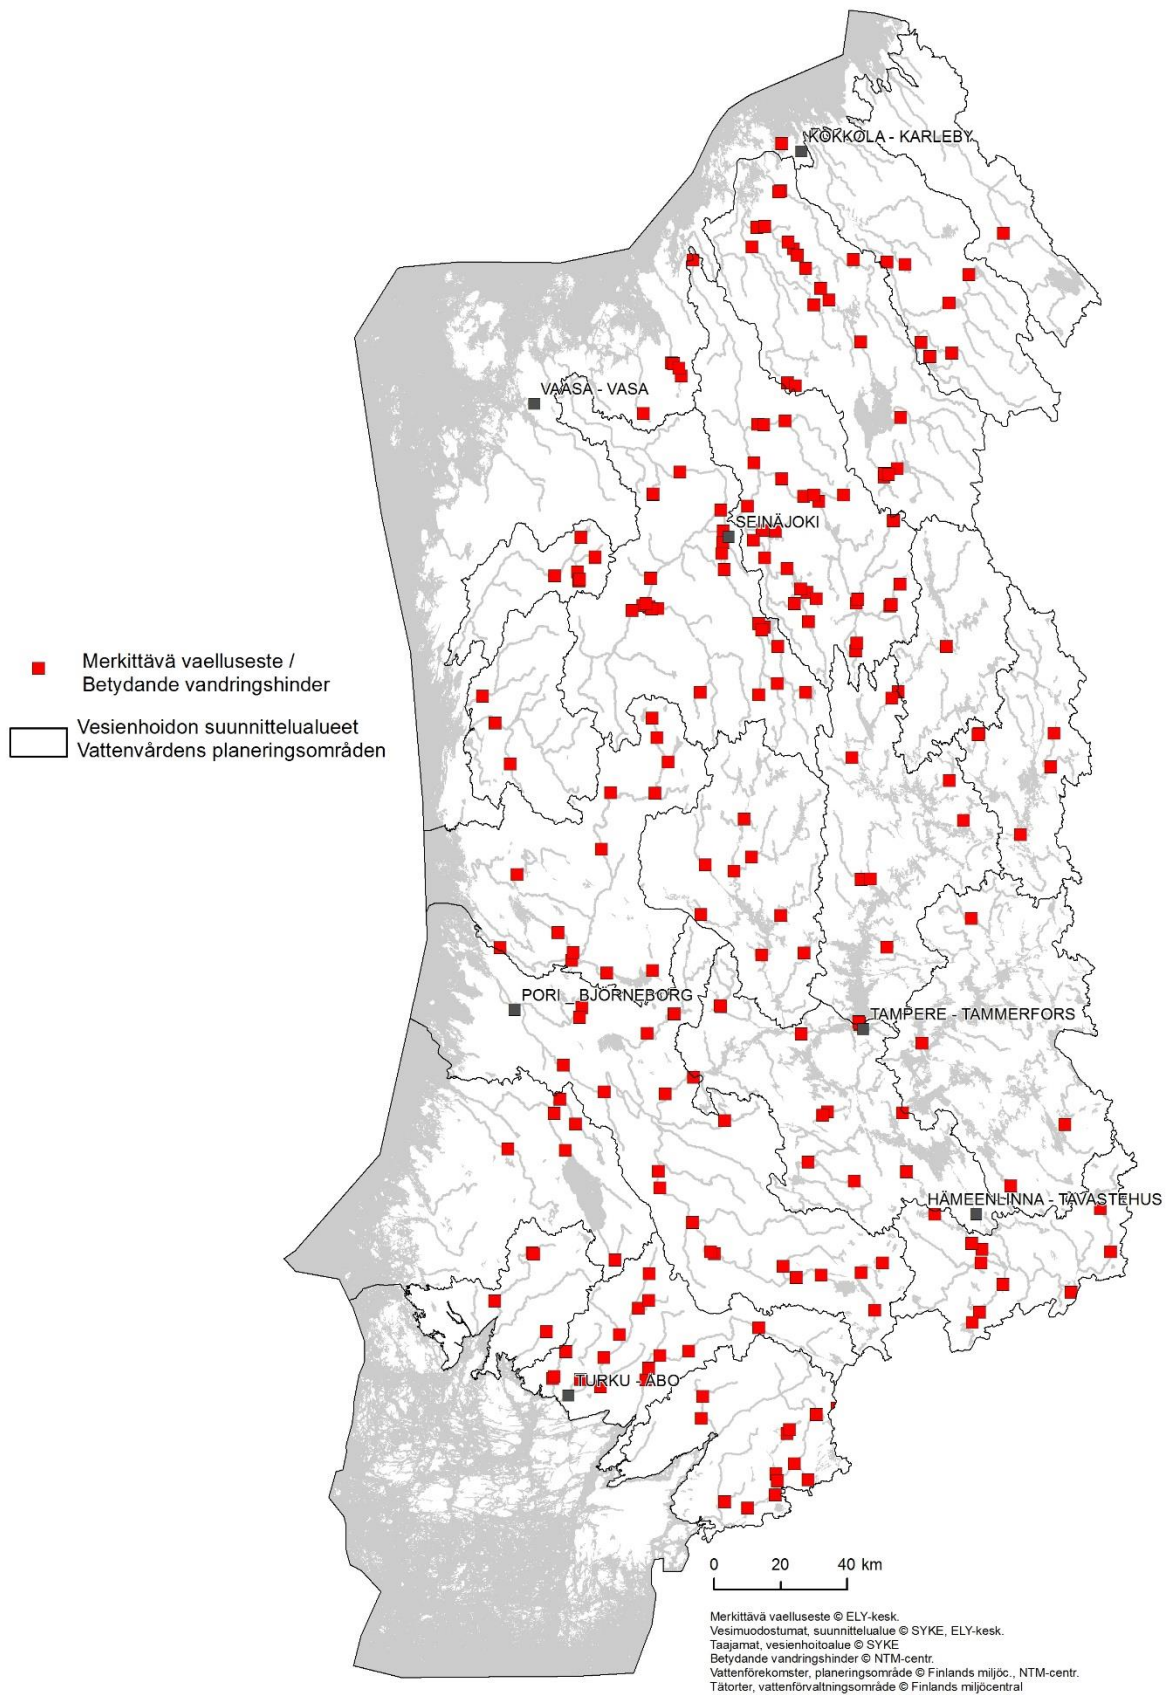 KOKKOLA - KARLEBY
VAASA - VASA
SEINÄJOKI
Merkittävä vaelluseste /
Betydande vandringshinder
Vesienhoidon suunnittelualueet
Vattenvårdens planeringsområden
PORI _ BJÖRNEBORG
TAMPERE - TAMMERFORS
HÄMEENLINNA - TAVASTEHUS
TURKU - ÅBO
0 20 40 km
Merkittävä vaelluseste © ELY-kesk.
Vesimuodostumat, suunnittelualue © SYKE, ELY-kesk.
Taajamat, vesienhoitoalue © SYKE
Betydande vandringshinder © NTM-centr.
Vattenförekomster, planeringsområde © Finlands miljöc., NTM-centr.
Tätorter, vattenförvaltningsområde © Finlands miljöcentral